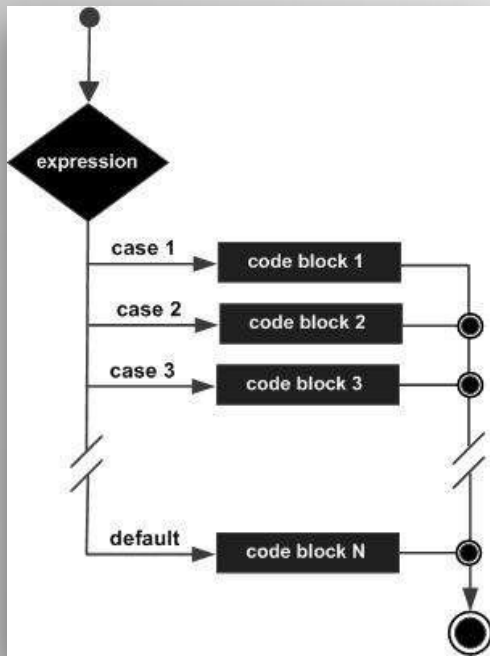 expression
case 1
code block 1
case 2
code block 2
case 3
code block 3
default
code block N